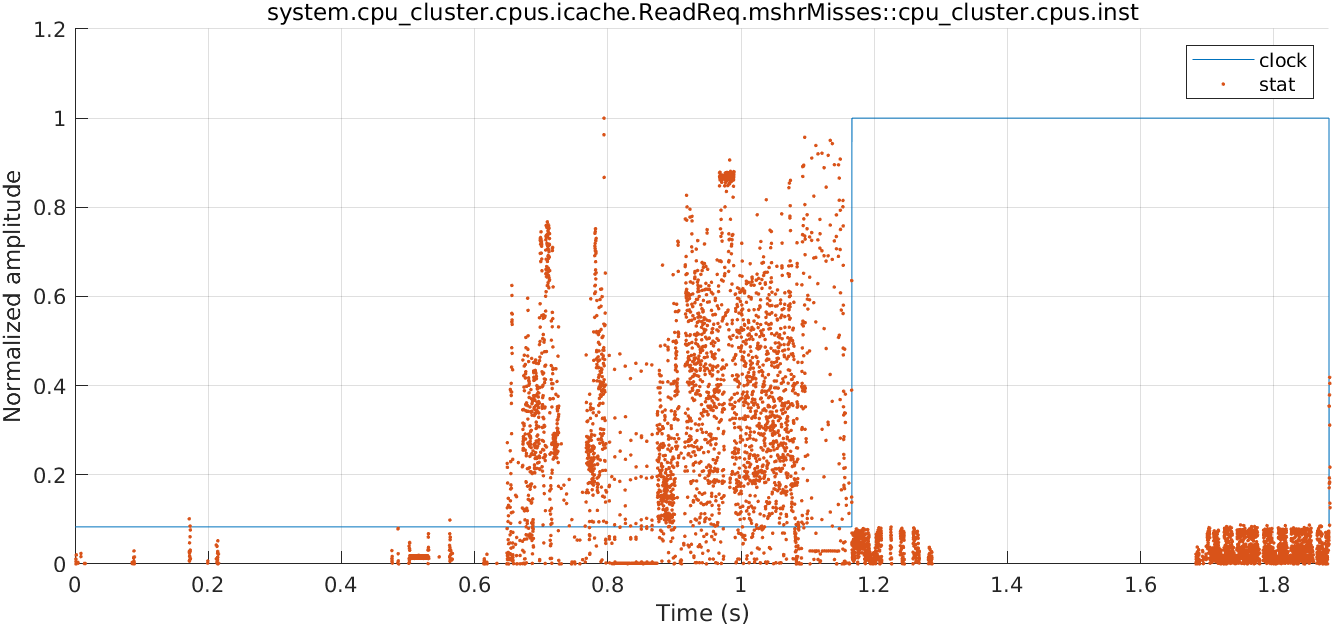 system.cpu_cluster.cpus.icache.ReadReq.mshrMisses::cpu_cluster.cpus.inst
1.2
1
0.8
0.6
0.4
0.2
0
Normalized amplitude
clock
stat
0 0.2 0.4 0.6 0.8 1 1.2 1.4 1.6 1.8
Time (s)